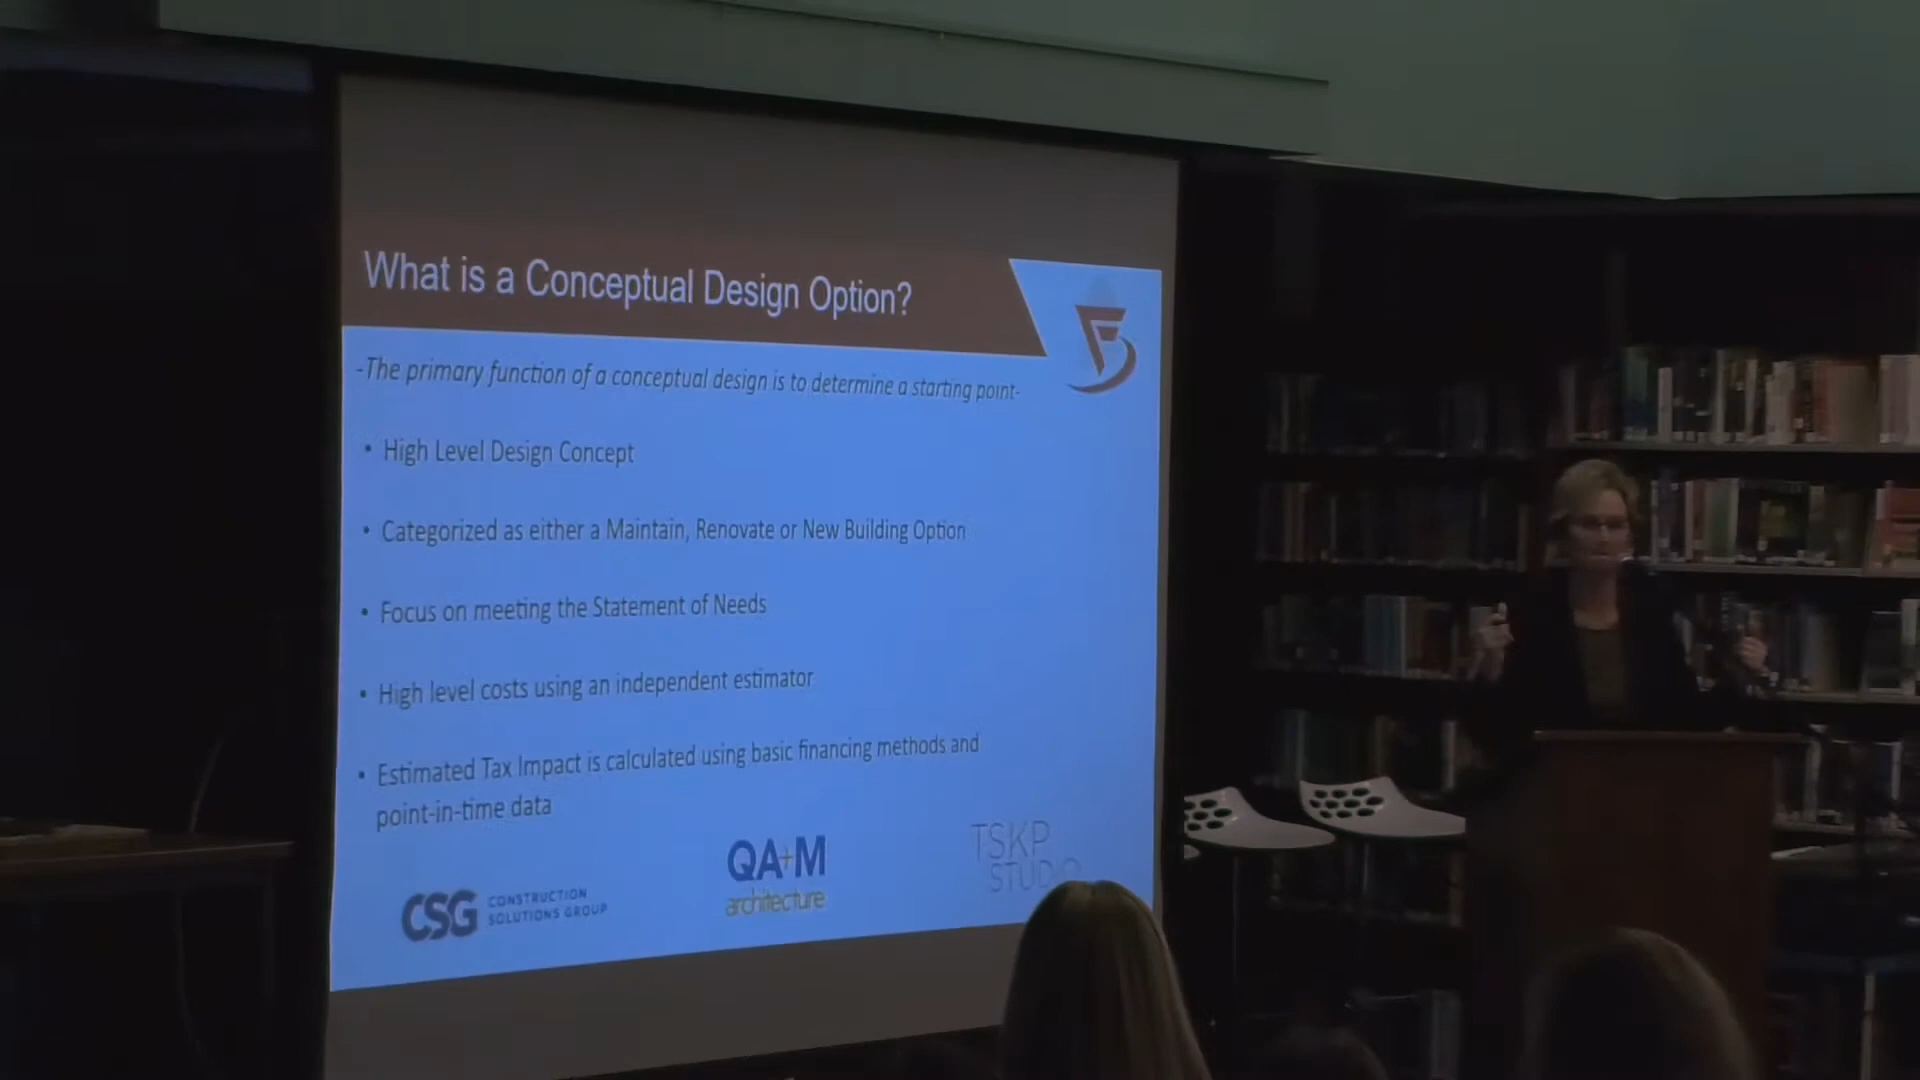 What is a Conceptual Design Option?
-The primary function of a conceptual design is to determine a starting point-
• High Level Design Concept
• Categorized as either a Maintain, Renovate or New Building Option
• Focus on meeting the Statement of Needs
• High level costs using an independent estimator
• Estimated Tax Impact is calculated using basic financing methods and
point-in-time data
CSG CONSTRUCTION
SOLUTIONS GROUP
QA+M
architecture
TSKP
STUDIO